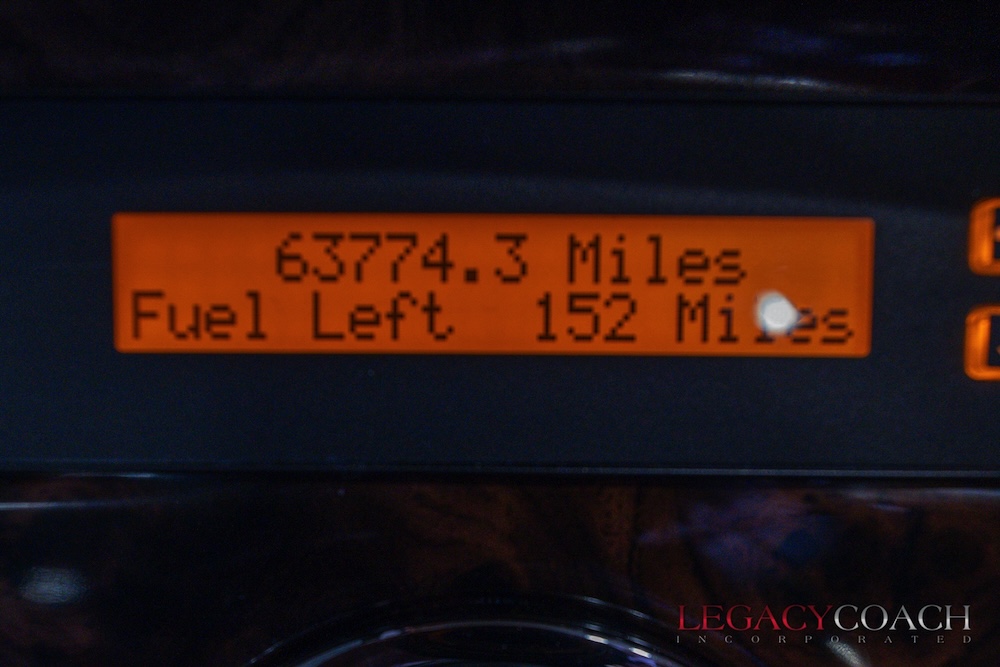 63774.3 Miles
Fuel Left 152 Miles
LEGACYCOACH
INCORPORATED